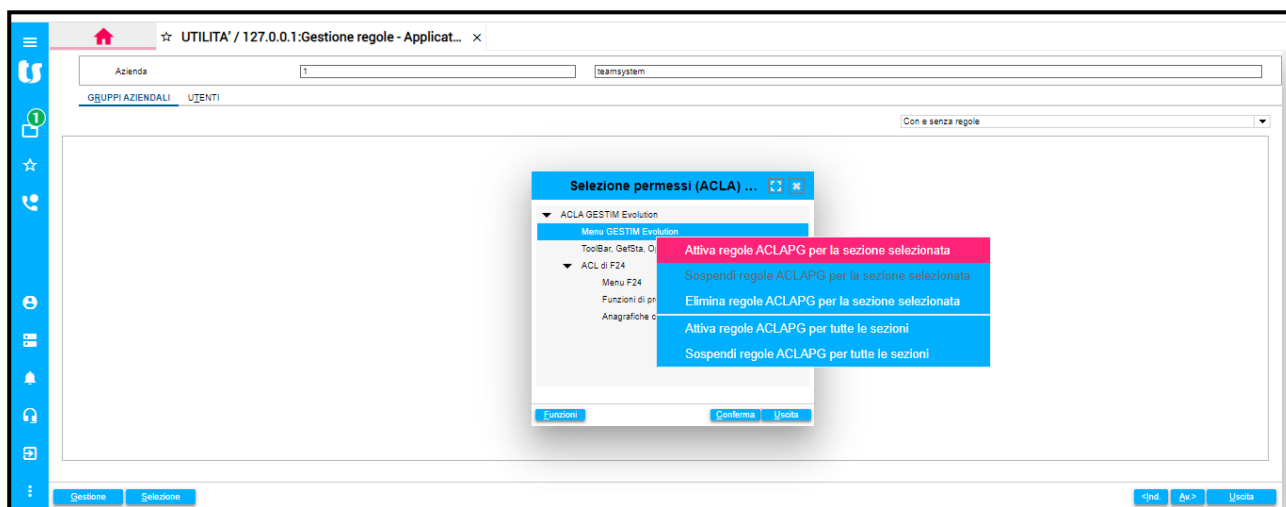 UTILITA' / 127.0.0.1:Gestione regole - Applicat...
ts
Azienda 1 teamsystem
GRUPPI AZIENDALI UTENTI
1
Con e senza regole
Selezione permessi (ACLA) ...
ACLA GESTIM Evolution
Menu GESTIM Evolution
ToolBar, GefSta, Op
Attiva regole ACLAPG per la sezione selezionata
ACL di F24
Sospendi regole ACLAPG per la sezione selezionata
Menu F24
Funzioni di pr
Elimina regole ACLAPG per la sezione selezionata
Anagrafiche c
Attiva regole ACLAPG per tutte le sezioni
Sospendi regole ACLAPG per tutte le sezioni
Funzioni Conferma Uscita
Gestione Selezione <Ind. Av.> Uscita